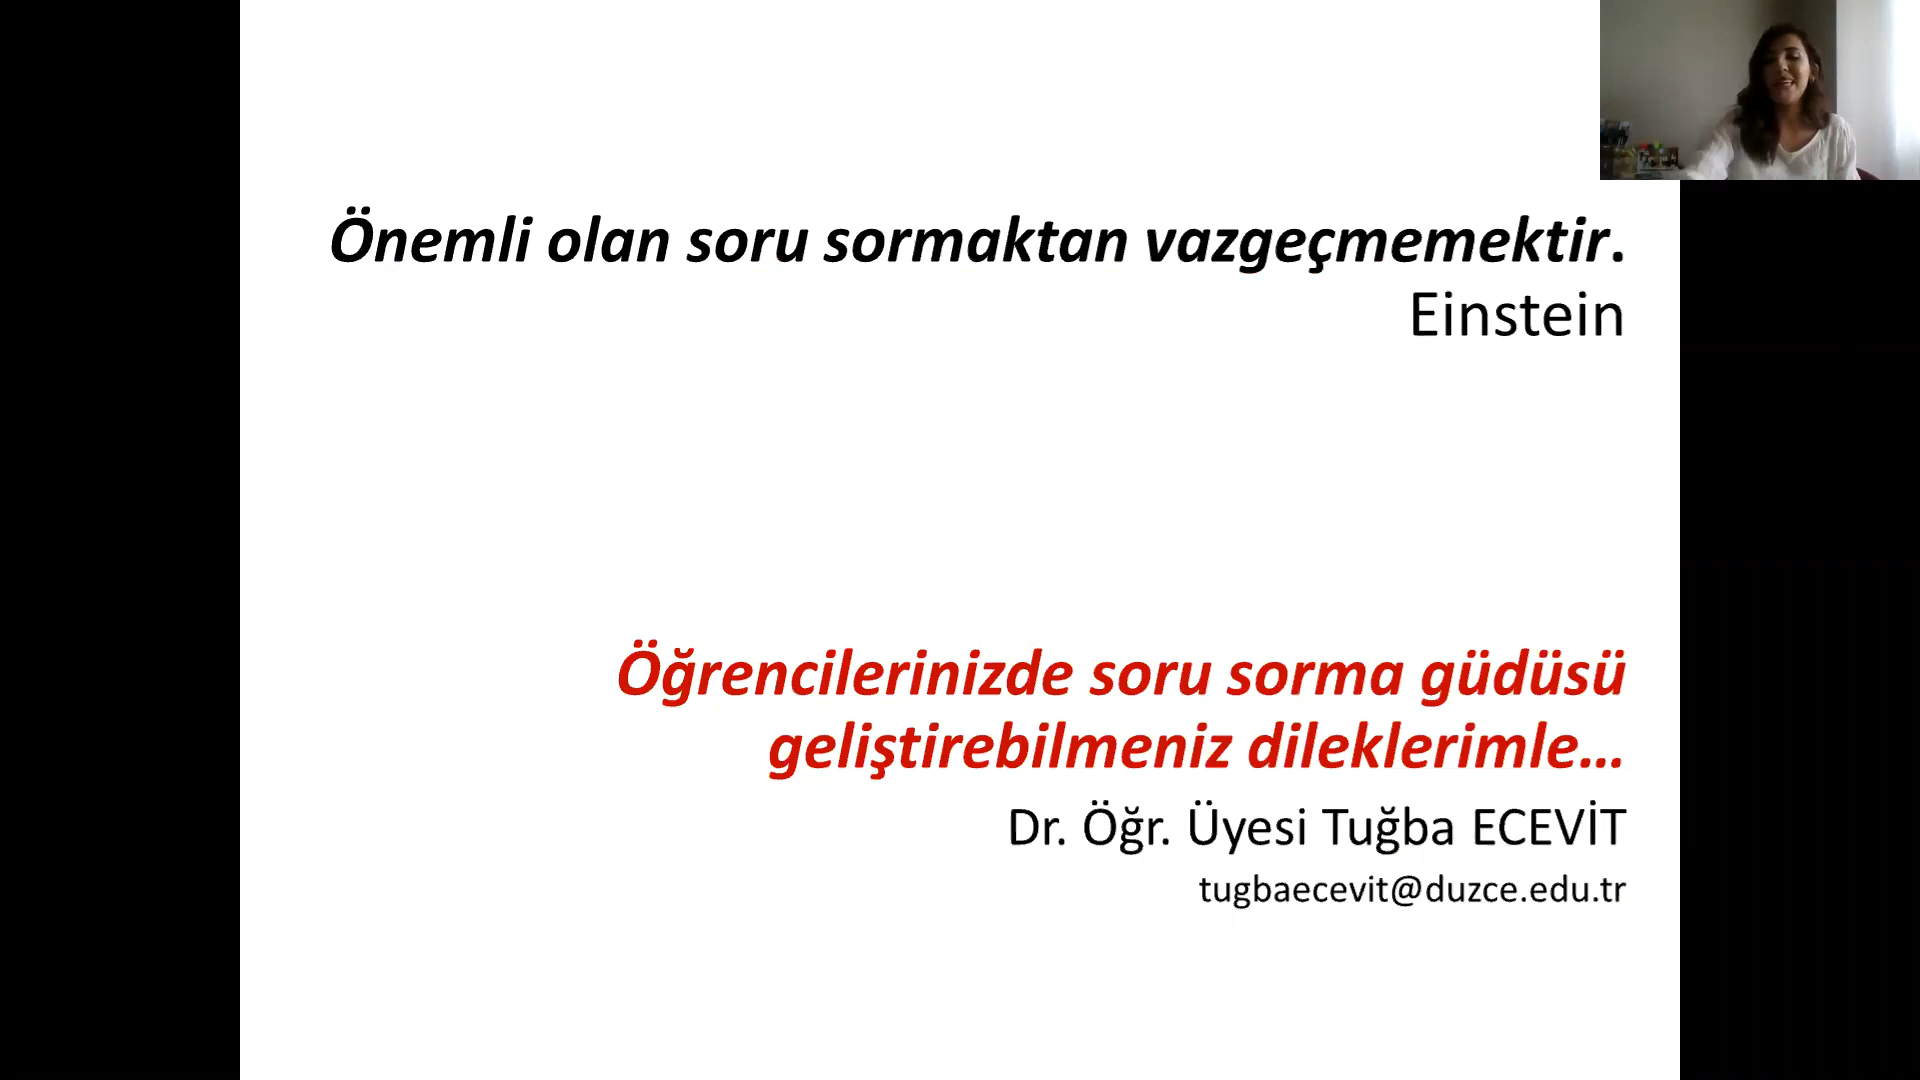 Önemli olan soru sormaktan vazgeçmemektir.
Einstein
Öğrencilerinizde soru sorma güdüsü
geliştirebilmeniz dileklerimle...
Dr. Öğr. Üyesi Tuğba ECEVİT
tugbaecevit@duzce.edu.tr